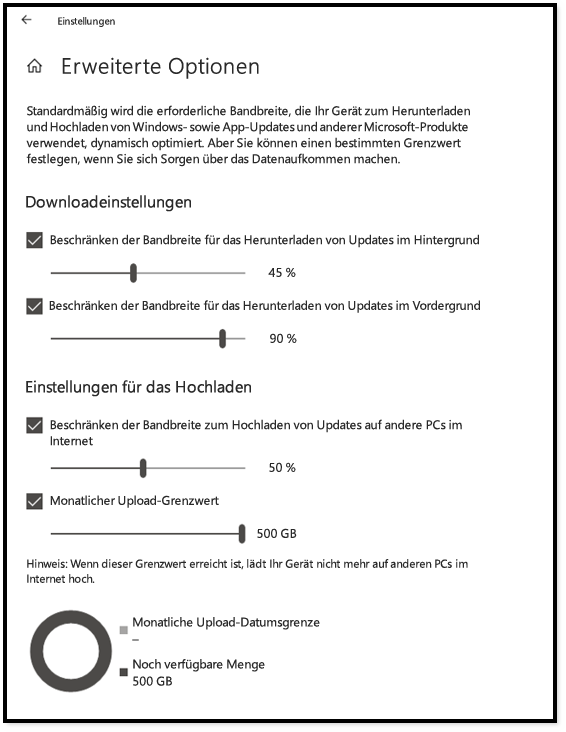 Einstellungen
Erweiterte Optionen
Standardmäßig wird die erforderliche Bandbreite, die Ihr Gerät zum Herunterladen
und Hochladen von Windows- sowie App-Updates und anderer Microsoft-Produkte
verwendet, dynamisch optimiert. Aber Sie können einen bestimmten Grenzwert
festlegen, wenn Sie sich Sorgen über das Datenaufkommen machen.
Downloadeinstellungen
Beschränken der Bandbreite für das Herunterladen von Updates im Hintergrund
45 %
Beschränken der Bandbreite für das Herunterladen von Updates im Vordergrund
90 %
Einstellungen für das Hochladen
Beschränken der Bandbreite zum Hochladen von Updates auf andere PCs im
Internet
50 %
Monatlicher Upload-Grenzwert
500 GB
Hinweis: Wenn dieser Grenzwert erreicht ist, lädt Ihr Gerät nicht mehr auf anderen PCs im
Internet hoch.
Monatliche Upload-Datumsgrenze
–
Noch verfügbare Menge
500 GB